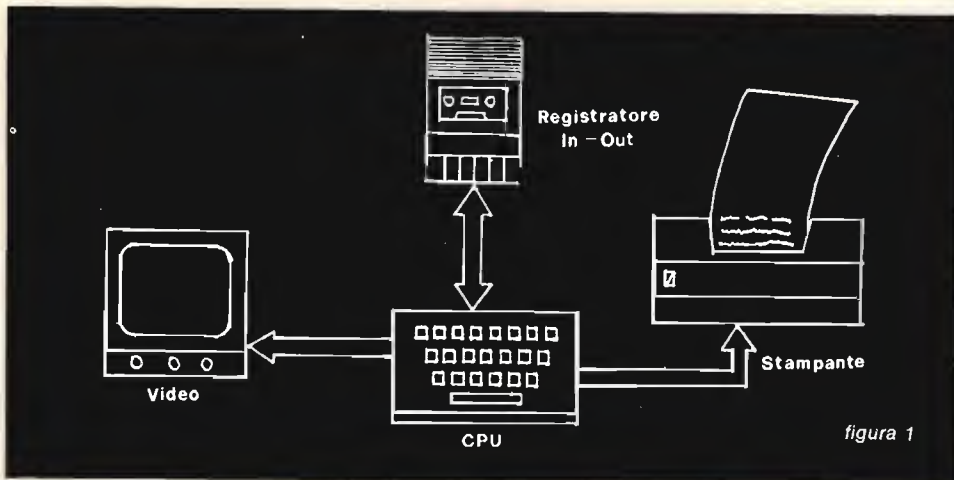 Registratore
In - Out
Video
CPU
Stampante
figura 1